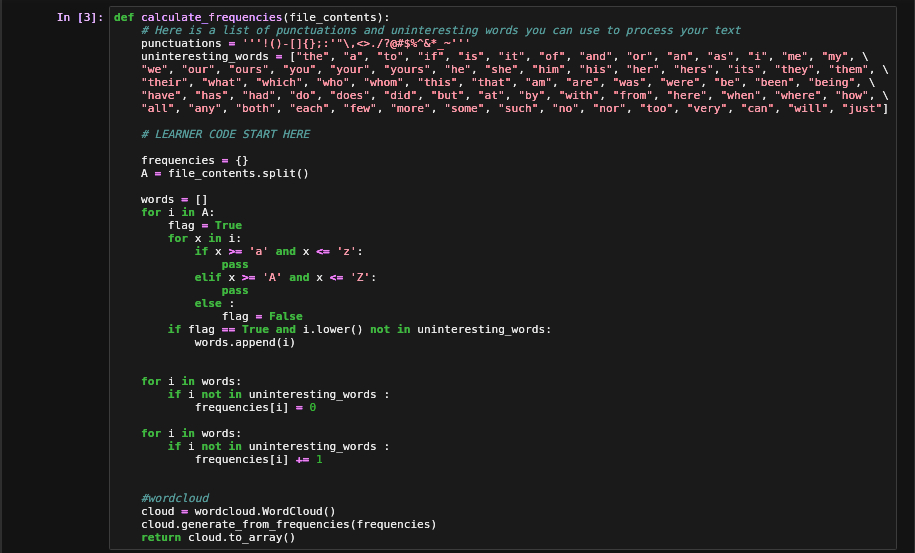 In [3]: def calculate_frequencies(file_contents):
    # Here is a list of punctuations and uninteresting words you can use to process your text
    punctuations = '''!()-[]{};:'"\,<>./?@#$%^&*_~'''
    uninteresting_words = ["the", "a", "to", "if", "is", "it", "of", "and", "or", "an", "as", "i", "me", "my", \
    "we", "our", "ours", "you", "your", "yours", "he", "she", "him", "his", "her", "hers", "its", "they", "them", \
    "their", "what", "which", "who", "whom", "this", "that", "am", "are", "was", "were", "be", "been", "being", \
    "have", "has", "had", "do", "does", "did", "but", "at", "by", "with", "from", "here", "when", "where", "how", \
    "all", "any", "both", "each", "few", "more", "some", "such", "no", "nor", "too", "very", "can", "will", "just"]
    # LEARNER CODE START HERE
    frequencies = {}
    A = file_contents.split()
    words = []
    for i in A:
        flag = True
        for x in i:
            if x >= 'a' and x <= 'z':
                pass
            elif x >= 'A' and x <= 'Z':
                pass
            else :
                flag = False
        if flag == True and i.lower() not in uninteresting_words:
            words.append(i)
    for i in words:
        if i not in uninteresting_words :
            frequencies[i] = 0
    for i in words:
        if i not in uninteresting_words :
            frequencies[i] += 1
    #wordcloud
    cloud = wordcloud.WordCloud()
    cloud.generate_from_frequencies(frequencies)
    return cloud.to_array()